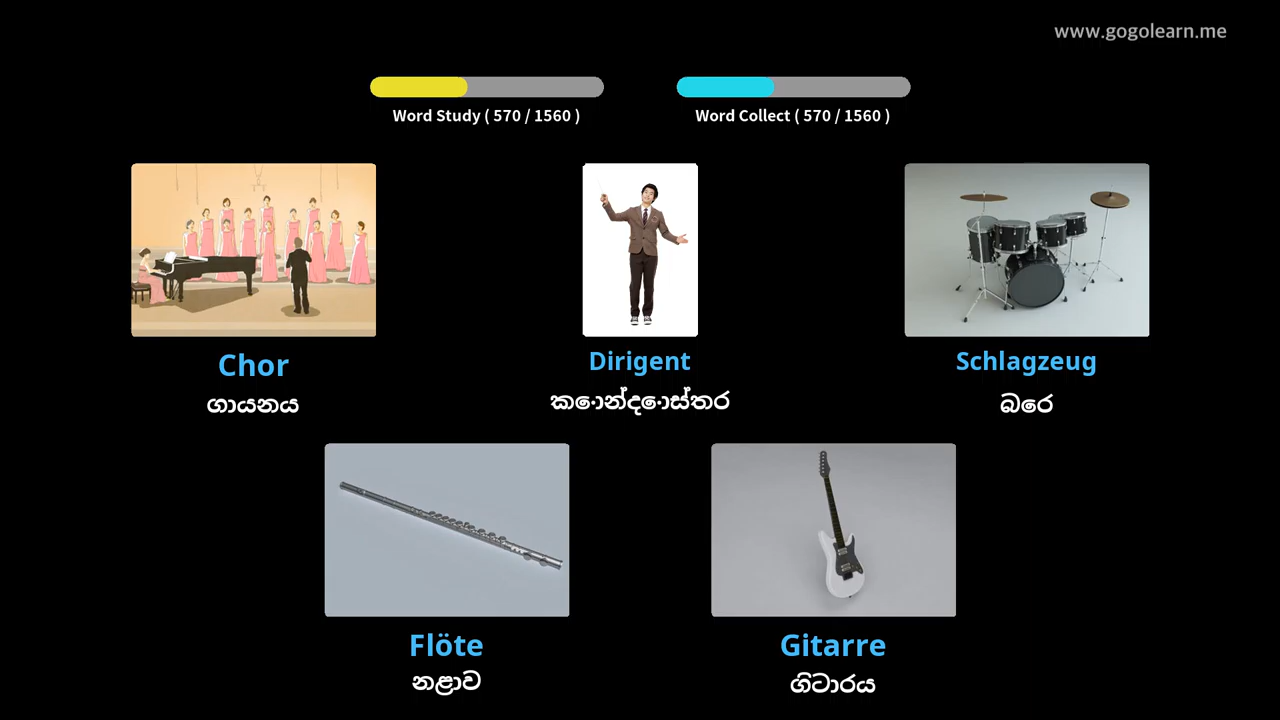 www.gogolearn.me
Word Study ( 570 / 1560 )
Word Collect ( 570 / 1560 )
Chor
Dirigent
Schlagzeug
ගායනය
කොන්දොස්තර
බරෙ
Flöte
Gitarre
නළාව
ගිටාරය